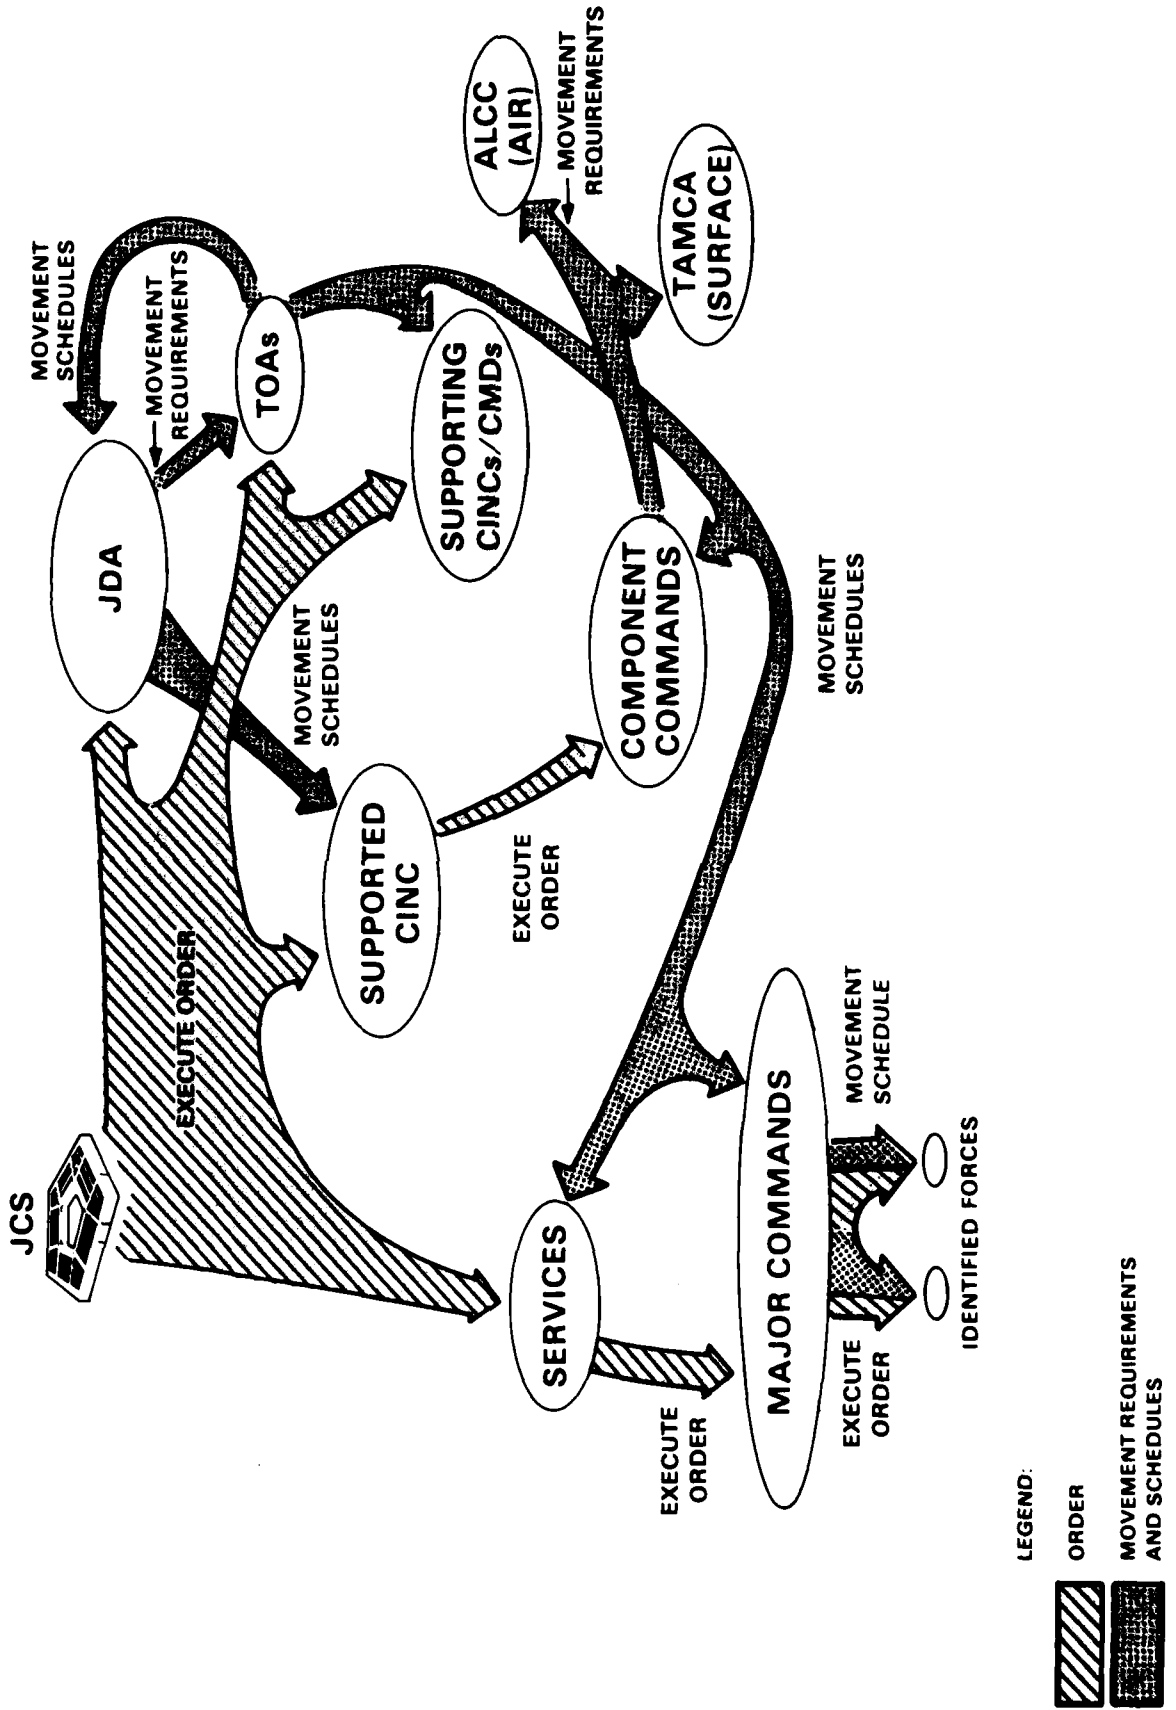 JCS
EXECUTE ORDER
JDA
MOVEMENT
SCHEDULES
MOVEMENT
REQUIREMENTS
TOAs
MOVEMENT
SCHEDULES
SUPPORTED
CINC
SUPPORTING
CINCs/CMDs
ALCC
(AIR)
MOVEMENT
REQUIREMENTS
EXECUTE
ORDER
SERVICES
COMPONENT
COMMANDS
TAMCA
(SURFACE)
EXECUTE
ORDER
MAJOR COMMANDS
MOVEMENT
SCHEDULES
EXECUTE
ORDER
MOVEMENT
SCHEDULE
IDENTIFIED FORCES
LEGEND:
ORDER
MOVEMENT REQUIREMENTS
AND SCHEDULES